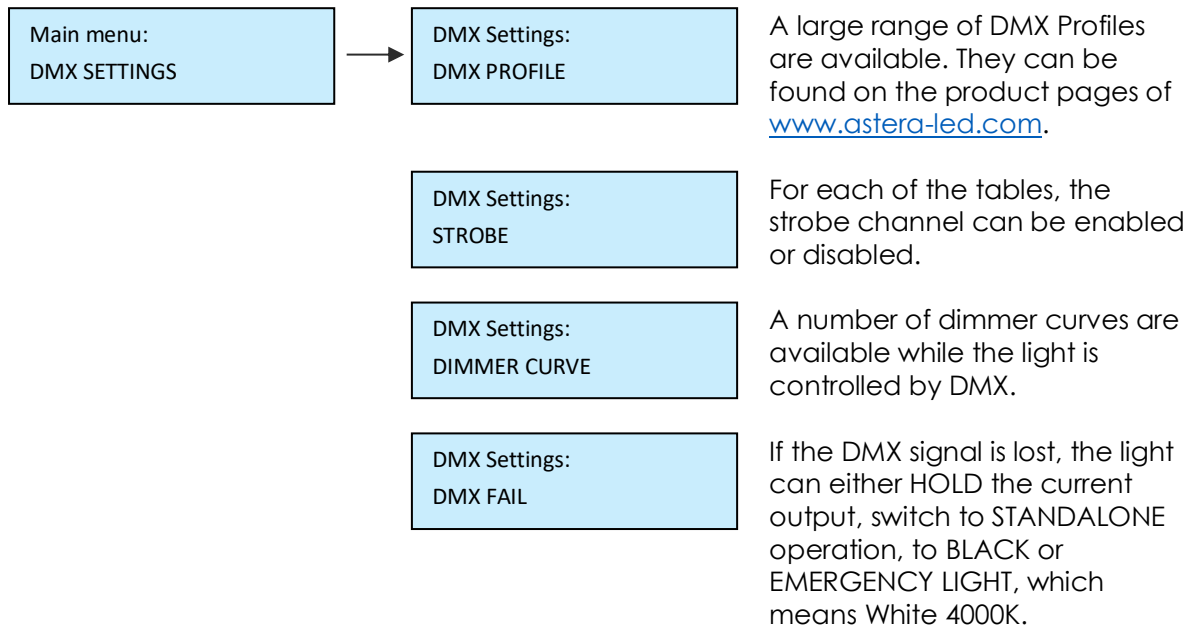 Main menu:
DMX SETTINGS
DMX Settings:
DMX PROFILE
A large range of DMX Profiles
are available. They can be
found on the product pages of
www.astera-led.com.
DMX Settings:
STROBE
For each of the tables, the
strobe channel can be enabled
or disabled.
DMX Settings:
DIMMER CURVE
A number of dimmer curves are
available while the light is
controlled by DMX.
DMX Settings:
DMX FAIL
If the DMX signal is lost, the light
can either HOLD the current
output, switch to STANDALONE
operation, to BLACK or
EMERGENCY LIGHT, which
means White 4000K.